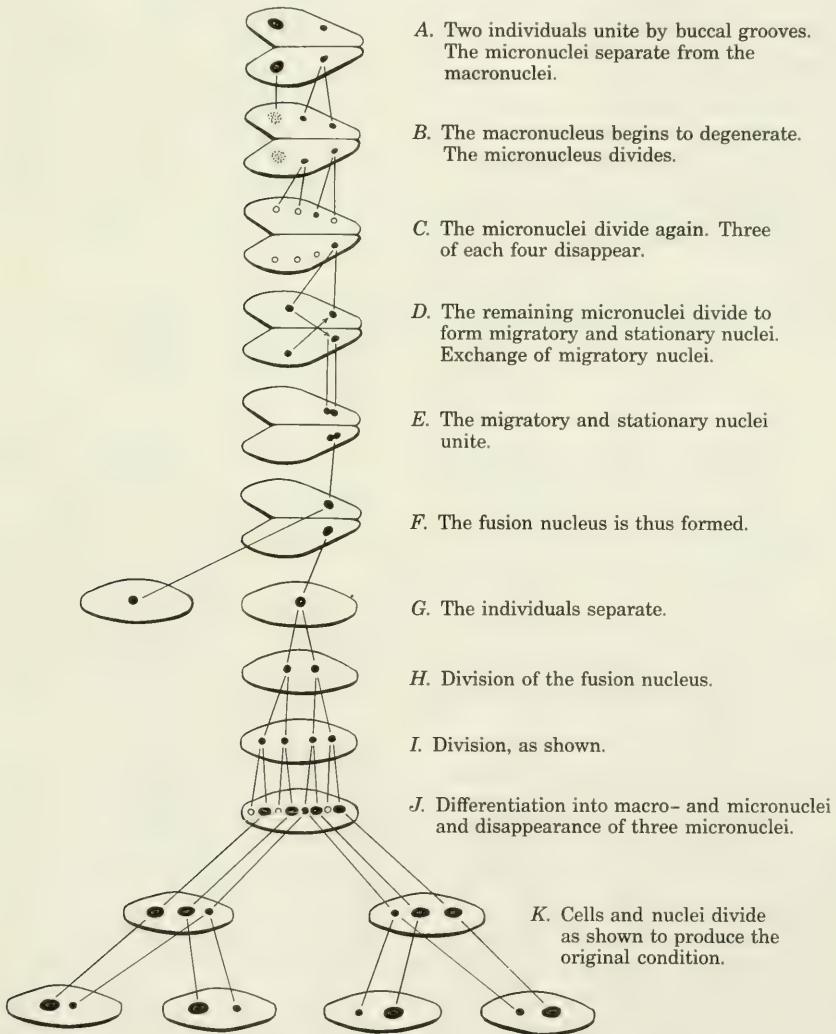 A. Two individuals unite by buccal grooves.
The micronuclei separate from the
macronuclei.
B. The macronucleus begins to degenerate.
The micronucleus divides.
C. The micronuclei divide again. Three
of each four disappear.
D. The remaining micronuclei divide to
form migratory and stationary nuclei.
Exchange of migratory nuclei.
E. The migratory and stationary nuclei
unite.
F. The fusion nucleus is thus formed.
G. The individuals separate.
H. Division of the fusion nucleus.
I. Division, as shown.
J. Differentiation into macro- and micronuclei
and disappearance of three micronuclei.
K. Cells and nuclei divide
as shown to produce the
original condition.